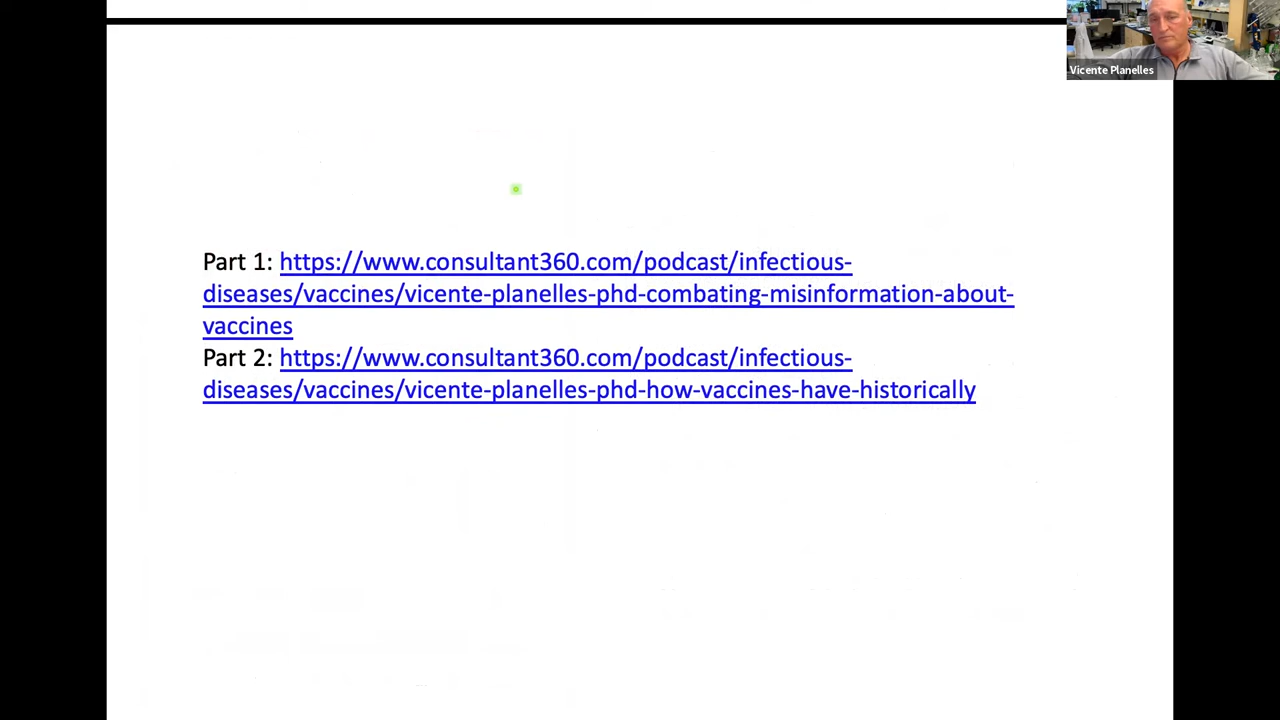 Vicente Planelles
Part 1: https://www.consultant360.com/podcast/infectious-
diseases/vaccines/vicente-planelles-phd-combating-misinformation-about-
vaccines
Part 2: https://www.consultant360.com/podcast/infectious-
diseases/vaccines/vicente-planelles-phd-how-vaccines-have-historically